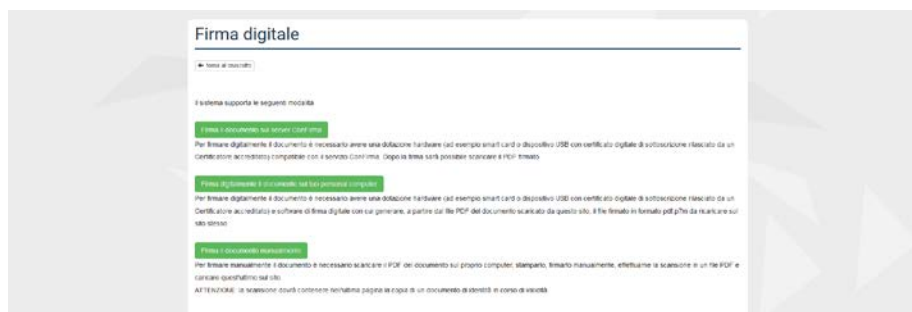 Firma digitale
torna al cruscotto
Il sistema supporta le seguenti modalità
Firma il documento sul server ConFirma
Per firmare digitalmente il documento è necessario avere una dotazione hardware (ad esempio smart card o dispositivo USB con certificato digitale di sottoscrizione rilasciato da un
Certificatore accreditato) compatibile con il servizio ConFirma. Dopo la firma sarà possibile scaricare il PDF firmato.
Firma digitalmente il documento sul tuo personal computer
Per firmare digitalmente il documento è necessario avere una dotazione hardware (ad esempio smart card o dispositivo USB con certificato digitale di sottoscrizione rilasciato da un
Certificatore accreditato) e software di firma digitale con cui generare, a partire dal file PDF del documento scaricato da questo sito, il file firmato in formato pdf.p7m da ricaricare sul
sito stesso
Firma il documento manualmente
Per firmare manualmente il documento è necessario scaricare il PDF del documento sul proprio computer, stamparlo, firmarlo manualmente, effettuarne la scansione in un file PDF e
caricare quest'ultimo sul sito.
ATTENZIONE: la scansione dovrà contenere nell'ultima pagina la copia di un documento di identità in corso di validità.